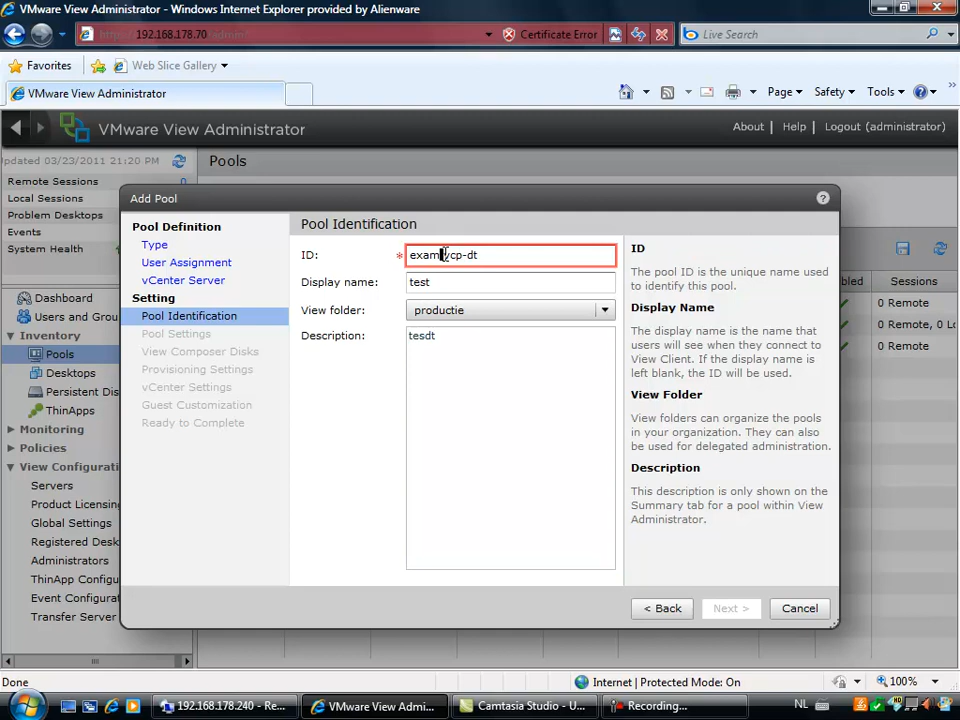 VMware View Administrator - Windows Internet Explorer provided by Alienware
192.168.178.70
Certificate Error
Live Search
Favorites
Web Slice Gallery
VMware View Administrator
Page
Safety
Tools
VMware View Administrator
About
Help
Logout (administrator)
Updated 03/23/2011 21:20 PM
Pools
Remote Sessions 0
Local Sessions
Problem Desktops
Events
System Health
Dashboard
Users and Grou
Inventory
Pools
Desktops
Persistent Dis
ThinApps
Monitoring
Policies
View Configurat
Servers
Product Licensing
Global Settings
Registered Desk
Administrators
ThinApp Configu
Event Configurat
Transfer Server
Add Pool
Pool Definition
Type
User Assignment
vCenter Server
Setting
Pool Identification
Pool Settings
View Composer Disks
Provisioning Settings
vCenter Settings
Guest Customization
Ready to Complete
Pool Identification
ID: *
Display name: test
View folder: productie
Description: tesdt
ID
The pool ID is the unique name used
to identify this pool.
Display Name
The display name is the name that
users will see when they connect to
View Client. If the display name is
left blank, the ID will be used.
View Folder
View folders can organize the pools
in your organization. They can also
be used for delegated administration.
Description
This description is only shown on the
Summary tab for a pool within View
Administrator.
< Back
Next >
Cancel
bled Sessions
0 Remote
0 Remote, 0 Lo
0 Remote
Done
Internet | Protected Mode: On
100%
192.168.178.240 - Re...
VMware View Admi...
Camtasia Studio - U...
Recording...
NL
9:20 PM